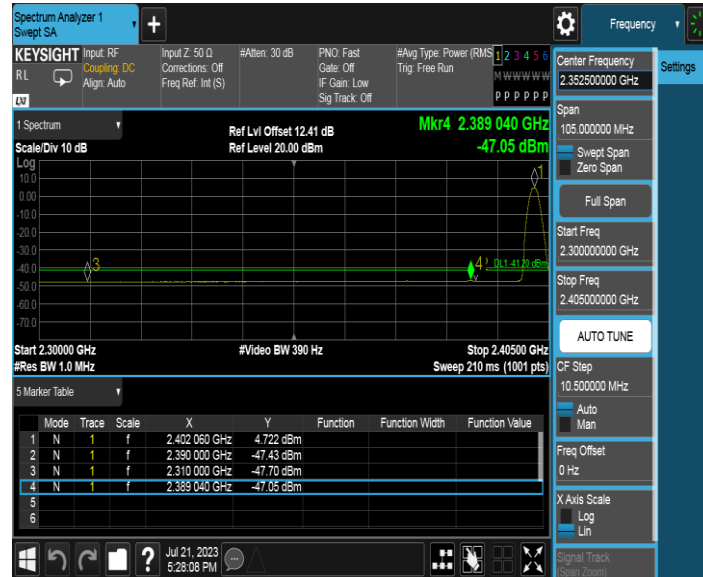 Spectrum Analyzer 1
Swept SA
+
Frequency
KEYSIGHT
RL
LXI
Input: RF
Coupling: DC
Align: Auto
Input Z: 50 Ω
Corrections: Off
Freq Ref: Int (S)
#Atten: 30 dB
PNO: Fast
Gate: Off
IF Gain: Low
Sig Track: Off
#Avg Type: Power (RMS
Trig: Free Run
1 2 3 4 5 6
M W W W W W
P P P P P P
1 Spectrum
Scale/Div 10 dB
Ref Lvl Offset 12.41 dB
Ref Level 20.00 dBm
Mkr4 2.389 040 GHz
-47.05 dBm
Log
10.0
0.00
-10.0
-20.0
-30.0
-40.0
-50.0
-60.0
-70.0
1
3
4
DL1 -41.20 dBm
Start 2.30000 GHz
#Res BW 1.0 MHz
#Video BW 390 Hz
Stop 2.40500 GHz
Sweep 210 ms (1001 pts)
5 Marker Table
Mode Trace Scale X Y Function Function Width Function Value
1 N 1 f 2.402 060 GHz 4.722 dBm
2 N 1 f 2.390 000 GHz -47.43 dBm
3 N 1 f 2.310 000 GHz -47.70 dBm
4 N 1 f 2.389 040 GHz -47.05 dBm
5
6
?
Jul 21, 2023
5:28:08 PM
Settings
Center Frequency
2.352500000 GHz
Span
105.000000 MHz
Swept Span
Zero Span
Full Span
Start Freq
2.300000000 GHz
Stop Freq
2.405000000 GHz
AUTO TUNE
CF Step
10.500000 MHz
Auto
Man
Freq Offset
0 Hz
X Axis Scale
Log
Lin
Signal Track
(Span Zoom)